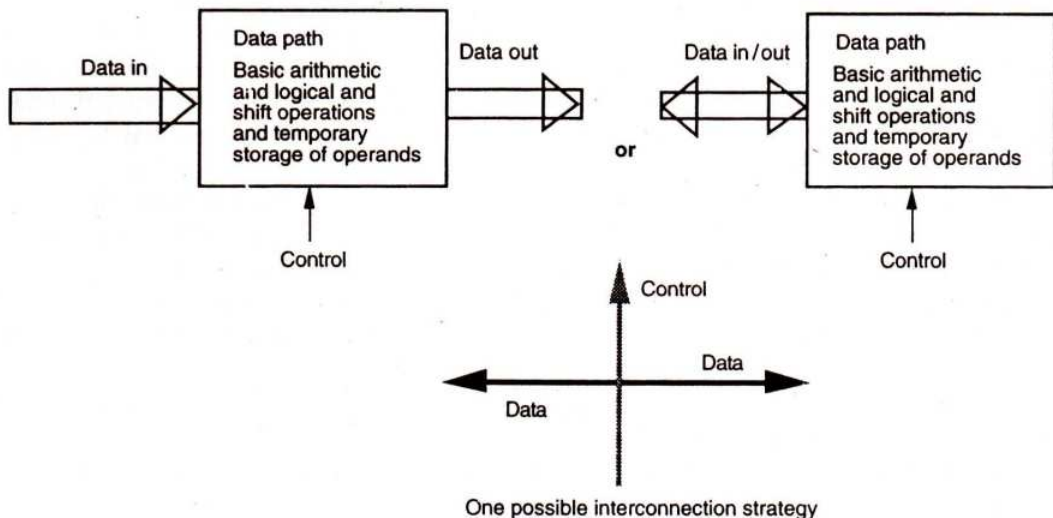 Data in
Data path
Basic arithmetic
and logical and
shift operations
and temporary
storage of operands
Data out
Control
or
Data in/out
Data path
Basic arithmetic
and logical and
shift operations
and temporary
storage of operands
Control
Control
Data
Data
One possible interconnection strategy